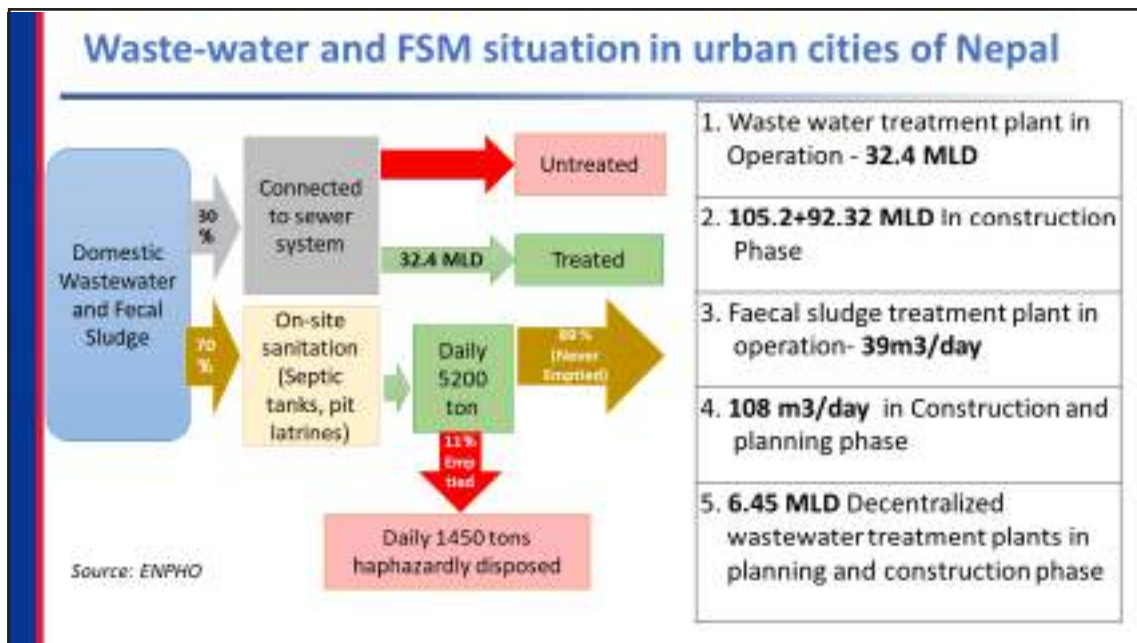 Waste-water and FSM situation in urban cities of Nepal
Domestic
Wastewater
and Fecal
Sludge
30
%
70
%
Connected
to sewer
system
On-site
sanitation
(Septic
tanks, pit
latrines)
Untreated
32.4 MLD
Treated
Daily
5200
ton
%
(Never
Emptied)
11%
Emp
tied
Daily 1450 tons
haphazardly disposed
Source: ENPHO
1. Waste water treatment plant in
Operation - 32.4 MLD
2. 105.2+92.32 MLD In construction
Phase
3. Faecal sludge treatment plant in
operation- 39m3/day
4. 108 m3/day in Construction and
planning phase
5. 6.45 MLD Decentralized
wastewater treatment plants in
planning and construction phase